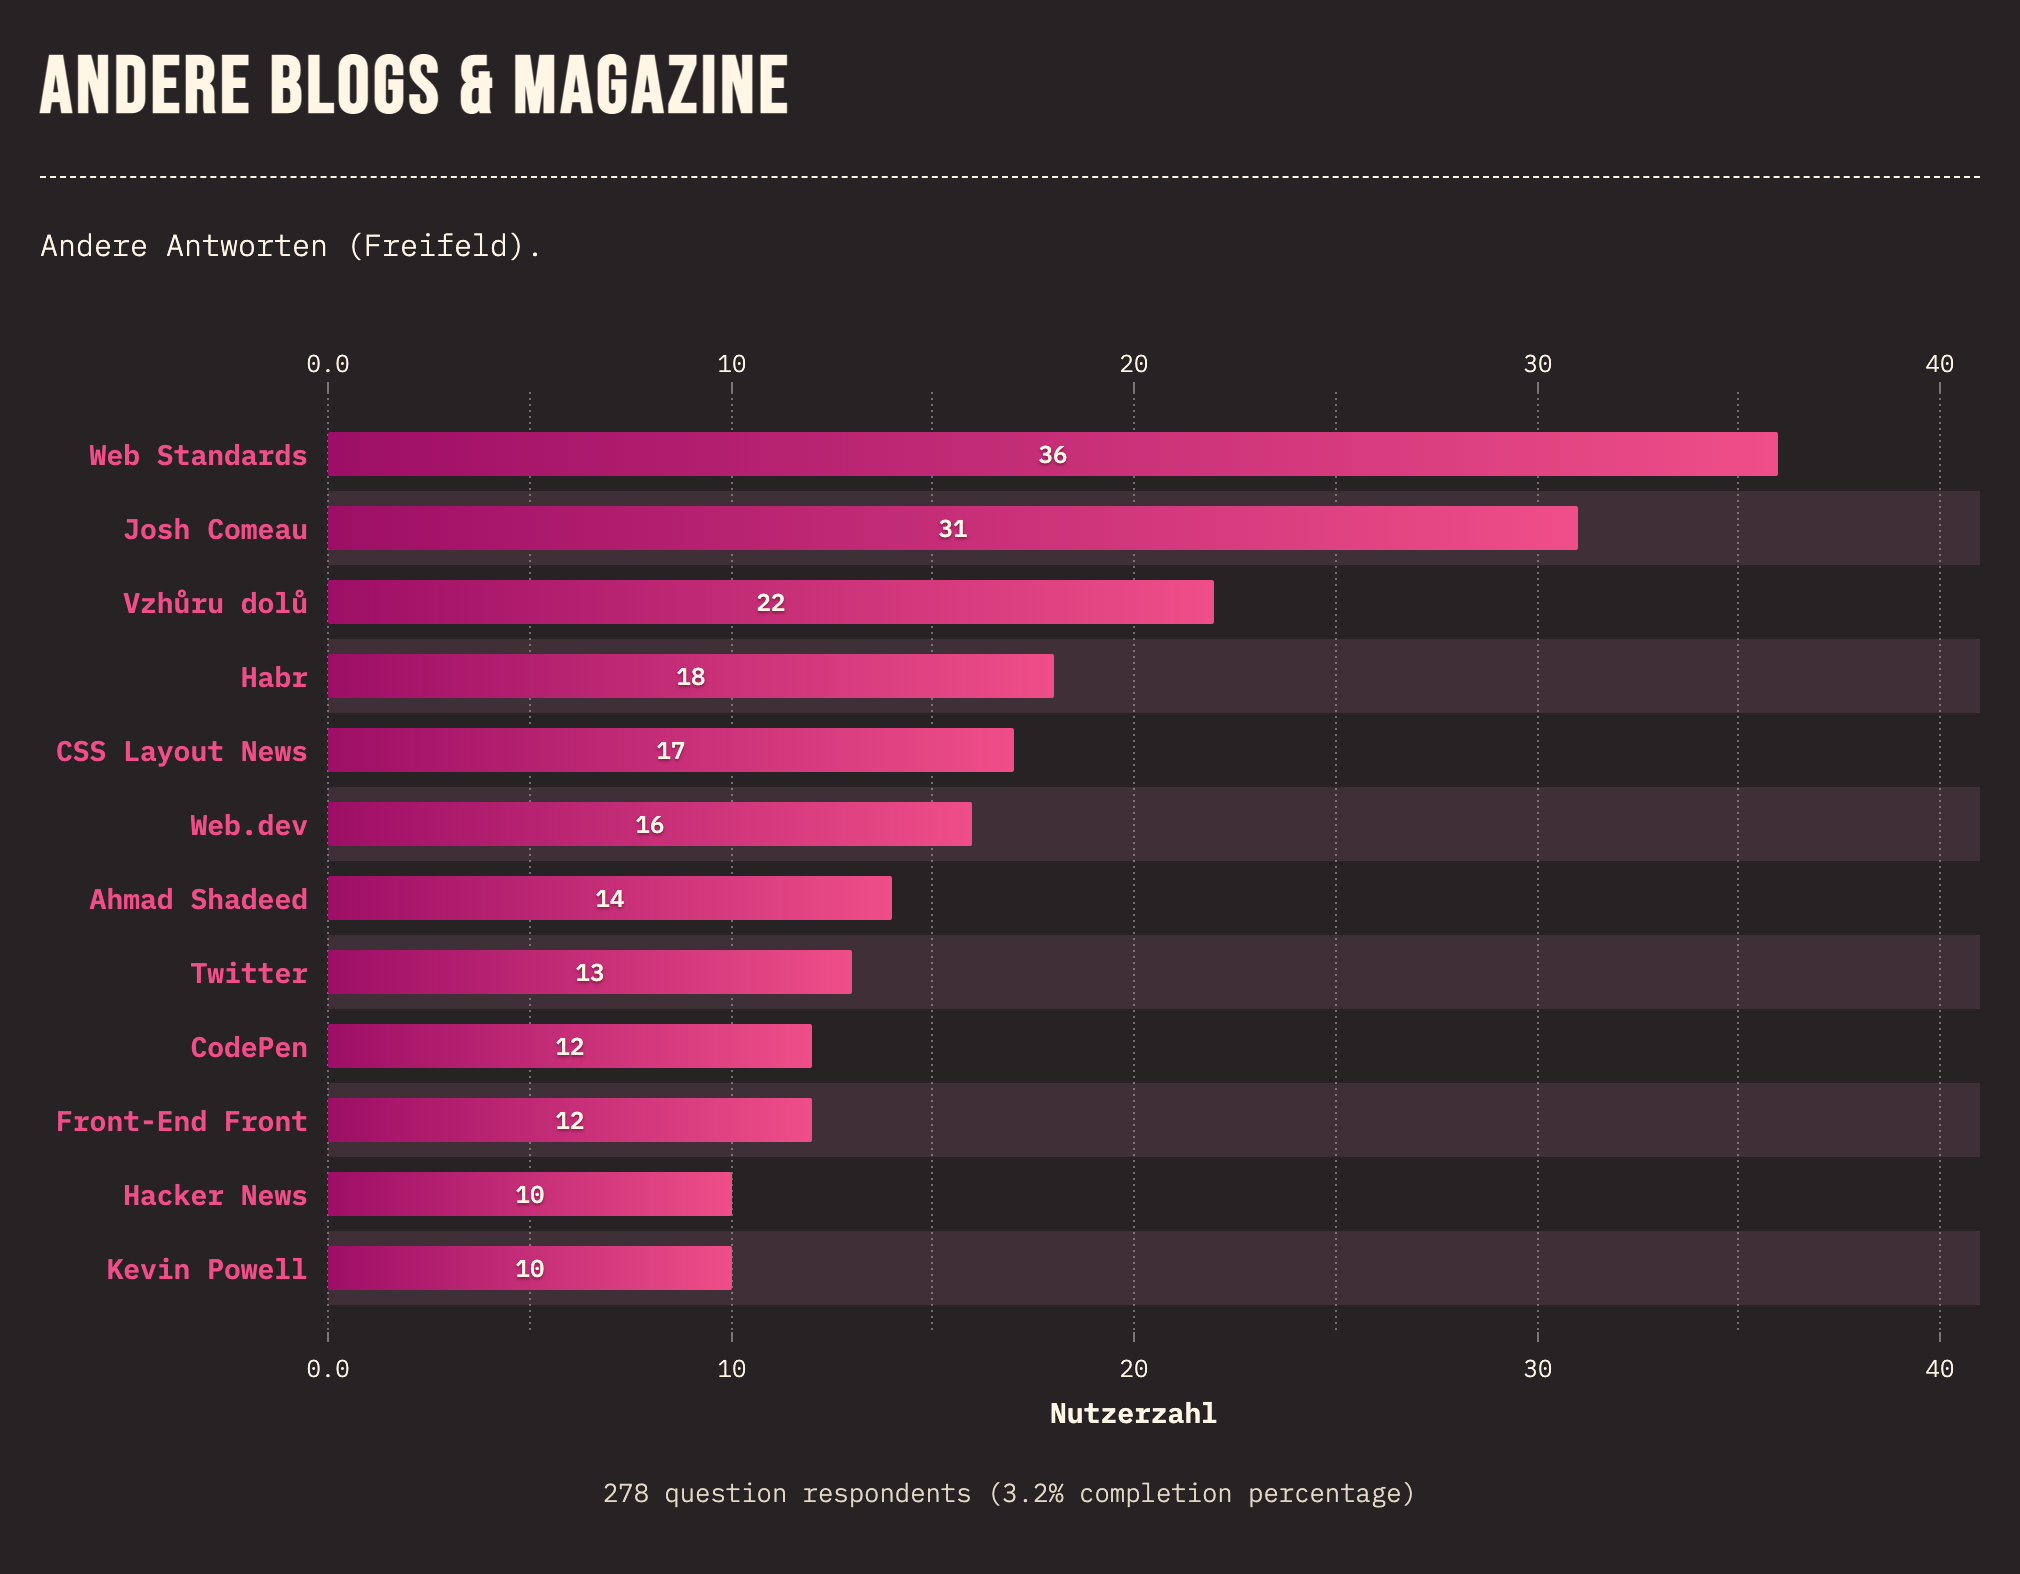 ANDERE BLOGS & MAGAZINE
Andere Antworten (Freifeld).
0.0 10 20 30 40
Web Standards 36
Josh Comeau 31
Vzhůru dolů 22
Habr 18
CSS Layout News 17
Web.dev 16
Ahmad Shadeed 14
Twitter 13
CodePen 12
Front-End Front 12
Hacker News 10
Kevin Powell 10
0.0 10 20 30 40
Nutzerzahl
278 question respondents (3.2% completion percentage)